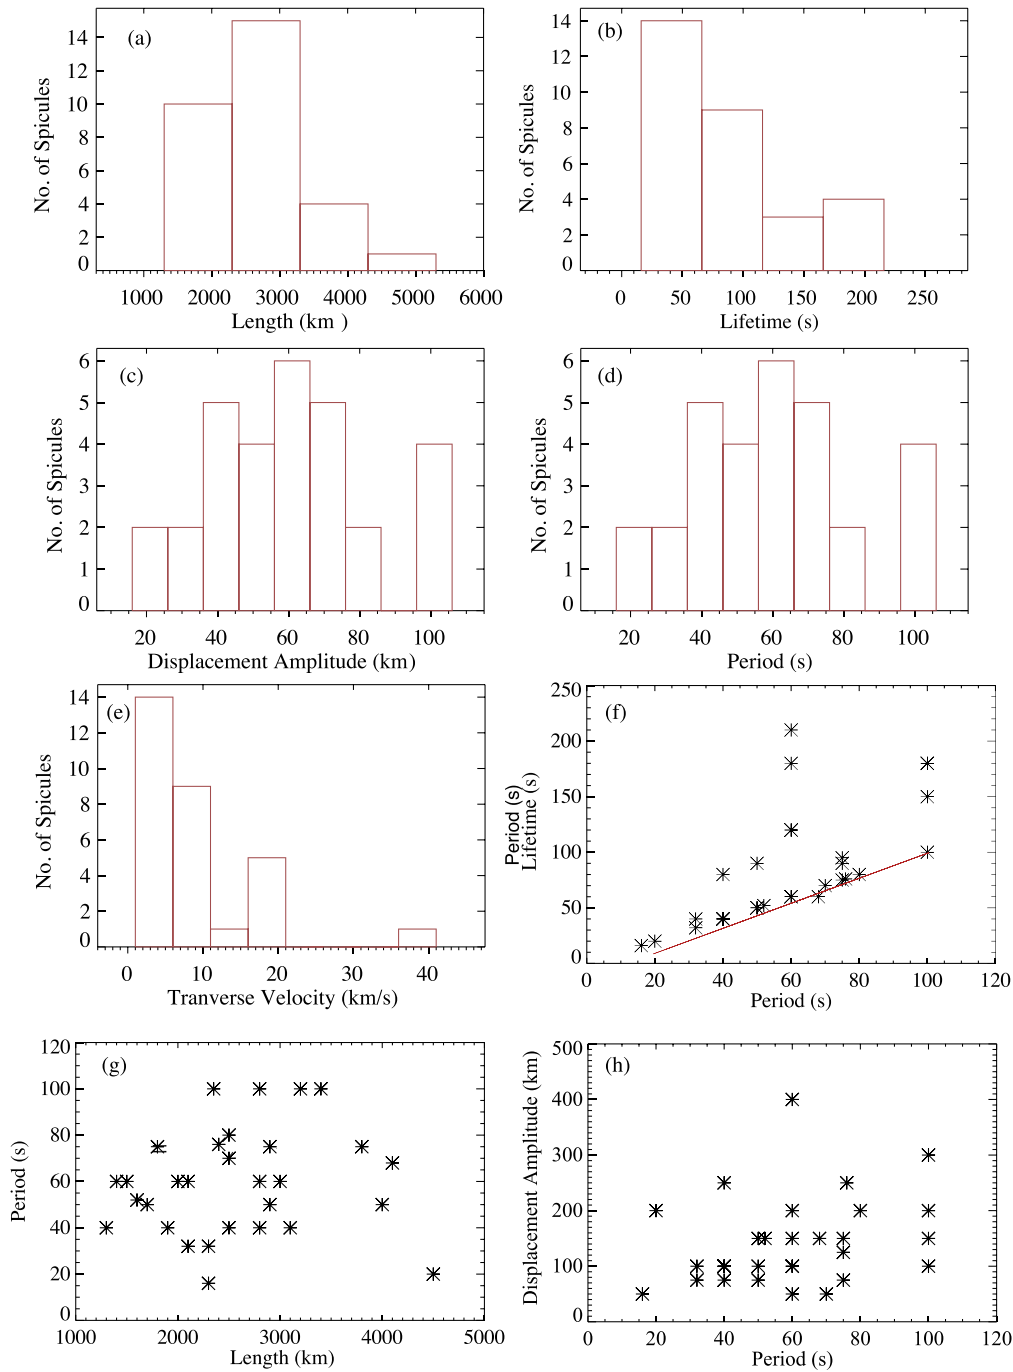 (a)
No. of Spicules
14
12
10
8
6
4
2
0
1000 2000 3000 4000 5000 6000
Length (km)
(b)
No. of Spicules
14
12
10
8
6
4
2
0
0 50 100 150 200 250
Lifetime (s)
(c)
No. of Spicules
6
5
4
3
2
1
0
20 40 60 80 100
Displacement Amplitude (km)
(d)
No. of Spicules
6
5
4
3
2
1
0
20 40 60 80 100
Period (s)
(e)
No. of Spicules
14
12
10
8
6
4
2
0
0 10 20 30 40
Tranverse Velocity (km/s)
(f)
Period (s)
Lifetime (s)
250
200
150
100
50
0
0 20 40 60 80 100 120
Period (s)
(g)
Period (s)
120
100
80
60
40
20
0
1000 2000 3000 4000 5000
Length (km)
(h)
Displacement Amplitude (km)
500
400
300
200
100
0
0 20 40 60 80 100 120
Period (s)